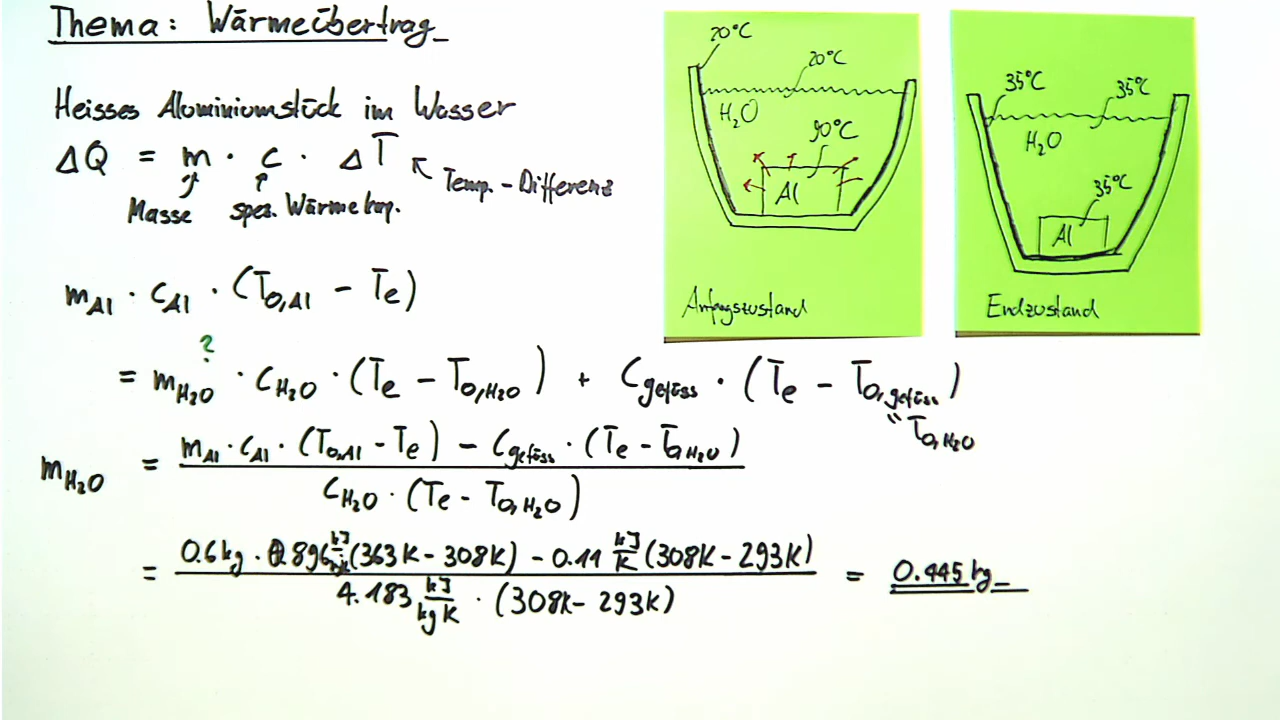 Thema: Wärmeübertrag
Heisses Aluminiumstück im Wasser
ΔQ = m · c · ΔT ↖ Temp.-Differenz
Masse spez. Wärmekap.
m_Al · c_Al · (T_0,Al − T_e)
?
= m_H₂O · c_H₂O · (T_e − T_0,H₂O) + C_gefäss · (T_e − T_0,gefäss)
= T_0,H₂O
m_H₂O = (m_Al · c_Al · (T_0,Al − T_e) − C_gefäss · (T_e − T_0,H₂O)) / (c_H₂O · (T_e − T_0,H₂O))
= (0.6 kg · 0.896 kJ/kgK (363K − 308K) − 0.11 kJ/K (308K − 293K)) / (4.183 kJ/kgK · (308K − 293K)) = 0.445 kg
20°C
20°C
H₂O
90°C
Al
Anfangszustand
35°C
35°C
H₂O
35°C
Al
Endzustand